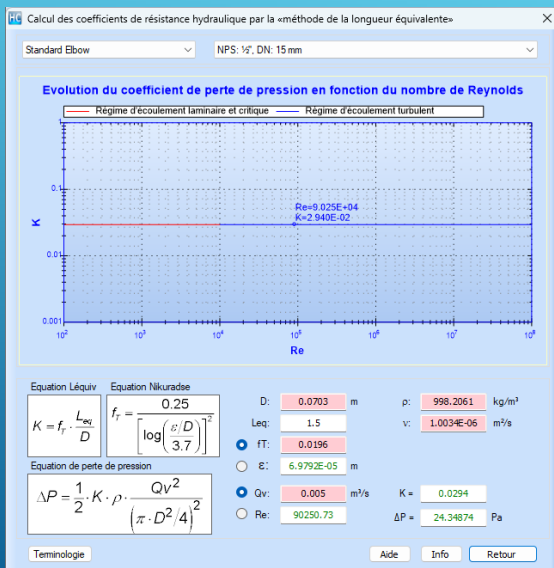 HC Calcul des coefficients de résistance hydraulique par la «méthode de la longueur équivalente»
Standard Elbow NPS: ½", DN: 15 mm
Evolution du coefficient de perte de pression en fonction du nombre de Reynolds
Régime d'écoulement laminaire et critique Régime d'écoulement turbulent
1
0.1
Re=9.025E+04
K=2.940E-02
K
0.01
0.001
10² 10³ 10⁴ 10⁵ 10⁶ 10⁷ 10⁸
Re
Equation Léquiv Equation Nikuradse
K = f_T · L_eq / D
f_T = 0.25 / [log((ε/D) / 3.7)]²
D: 0.0703 m ρ: 998.2061 kg/m³
Leq: 1.5 ν: 1.0034E-06 m²/s
fT: 0.0196
Equation de perte de pression
ε: 6.9792E-05 m
ΔP = 1/2 · K · ρ · Qv² / (π · D²/4)²
Qv: 0.005 m³/s K = 0.0294
Re: 90250.73 ΔP = 24.34874 Pa
Terminologie Aide Info Retour